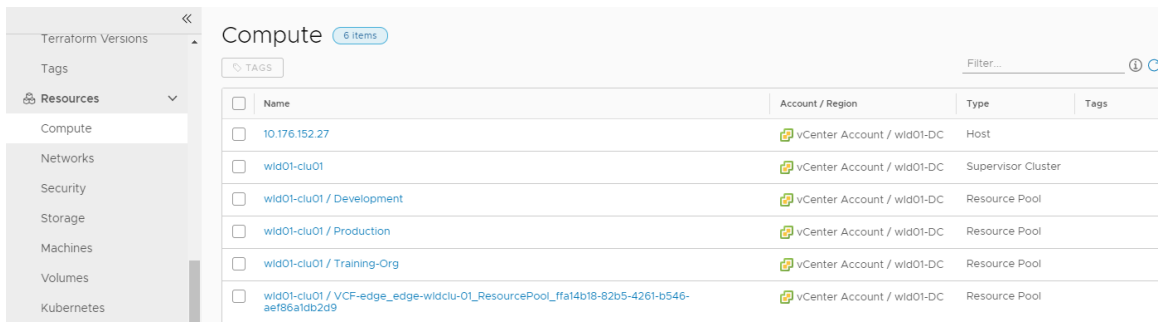 Terraform Versions
Tags
Resources
Compute
Networks
Security
Storage
Machines
Volumes
Kubernetes
Compute 6 items
TAGS
Filter...
Name Account / Region Type Tags
10.176.152.27 vCenter Account / wld01-DC Host
wld01-clu01 vCenter Account / wld01-DC Supervisor Cluster
wld01-clu01 / Development vCenter Account / wld01-DC Resource Pool
wld01-clu01 / Production vCenter Account / wld01-DC Resource Pool
wld01-clu01 / Training-Org vCenter Account / wld01-DC Resource Pool
wld01-clu01 / VCF-edge_edge-wldclu-01_ResourcePool_ffa14b18-82b5-4261-b546- vCenter Account / wld01-DC Resource Pool
aef86a1db2d9